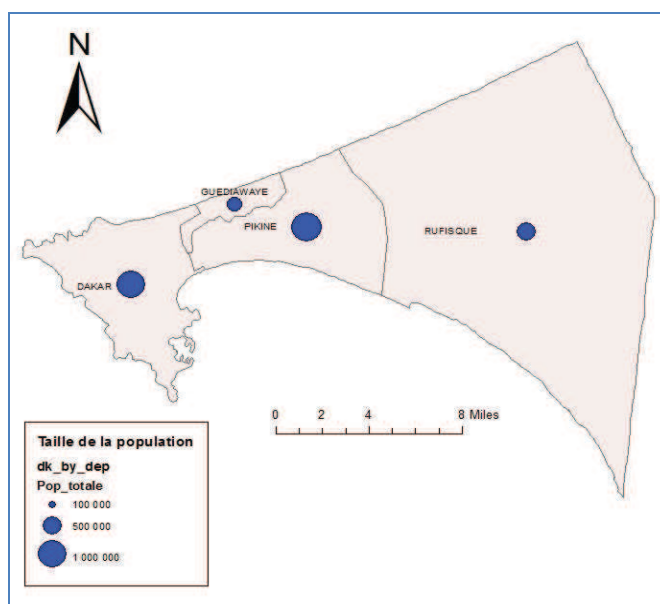 N
GUEDIAWAYE
PIKINE
RUFISQUE
DAKAR
0 2 4 8 Miles
Taille de la population
dk_by_dep
Pop_totale
100 000
500 000
1 000 000